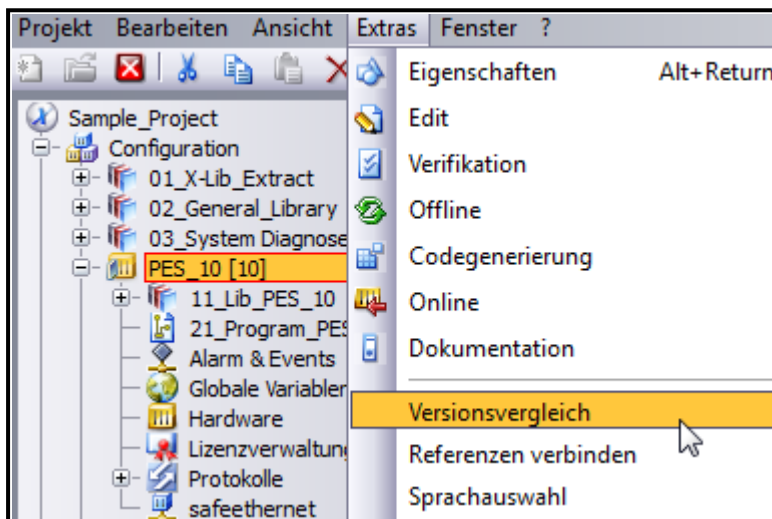 Projekt Bearbeiten Ansicht Extras Fenster ?
Sample_Project
Configuration
01_X-Lib_Extract
02_General_Library
03_System Diagnose
PES_10 [10]
11_Lib_PES_10
21_Program_PES
Alarm & Events
Globale Variablen
Hardware
Lizenzverwaltung
Protokolle
safeethernet
Eigenschaften Alt+Return
Edit
Verifikation
Offline
Codegenerierung
Online
Dokumentation
Versionsvergleich
Referenzen verbinden
Sprachauswahl